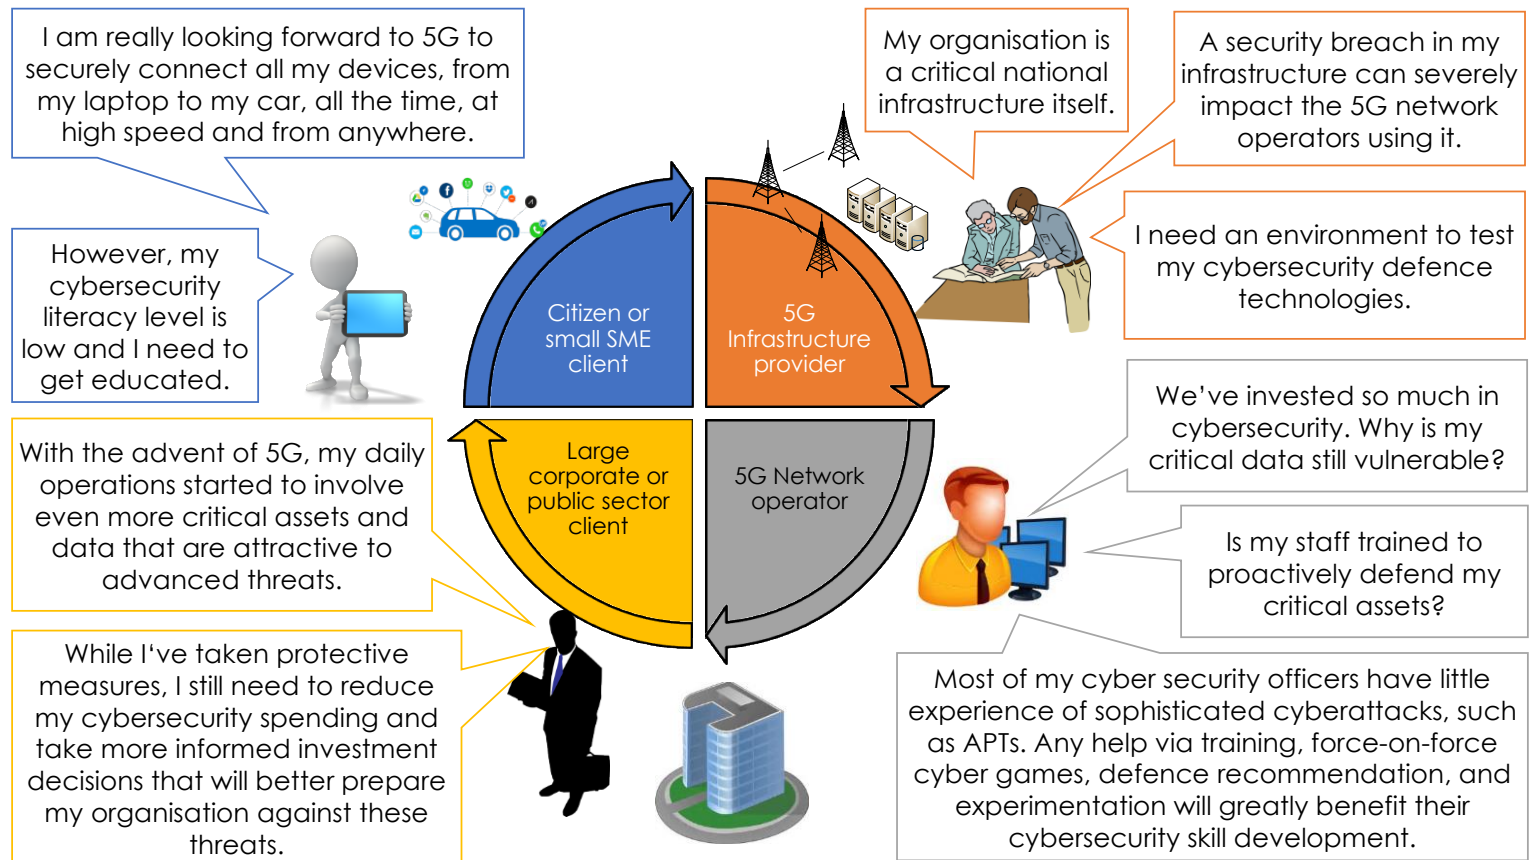 I am really looking forward to 5G to
securely connect all my devices, from
my laptop to my car, all the time, at
high speed and from anywhere.
However, my
cybersecurity
literacy level is
low and I need to
get educated.
My organisation is
a critical national
infrastructure itself.
A security breach in my
infrastructure can severely
impact the 5G network
operators using it.
I need an environment to test
my cybersecurity defence
technologies.
Citizen or
small SME
client
5G
Infrastructure
provider
Large
corporate or
public sector
client
5G Network
operator
With the advent of 5G, my daily
operations started to involve
even more critical assets and
data that are attractive to
advanced threats.
While I‘ve taken protective
measures, I still need to reduce
my cybersecurity spending and
take more informed investment
decisions that will better prepare
my organisation against these
threats.
We’ve invested so much in
cybersecurity. Why is my
critical data still vulnerable?
Is my staff trained to
proactively defend my
critical assets?
Most of my cyber security officers have little
experience of sophisticated cyberattacks, such
as APTs. Any help via training, force-on-force
cyber games, defence recommendation, and
experimentation will greatly benefit their
cybersecurity skill development.